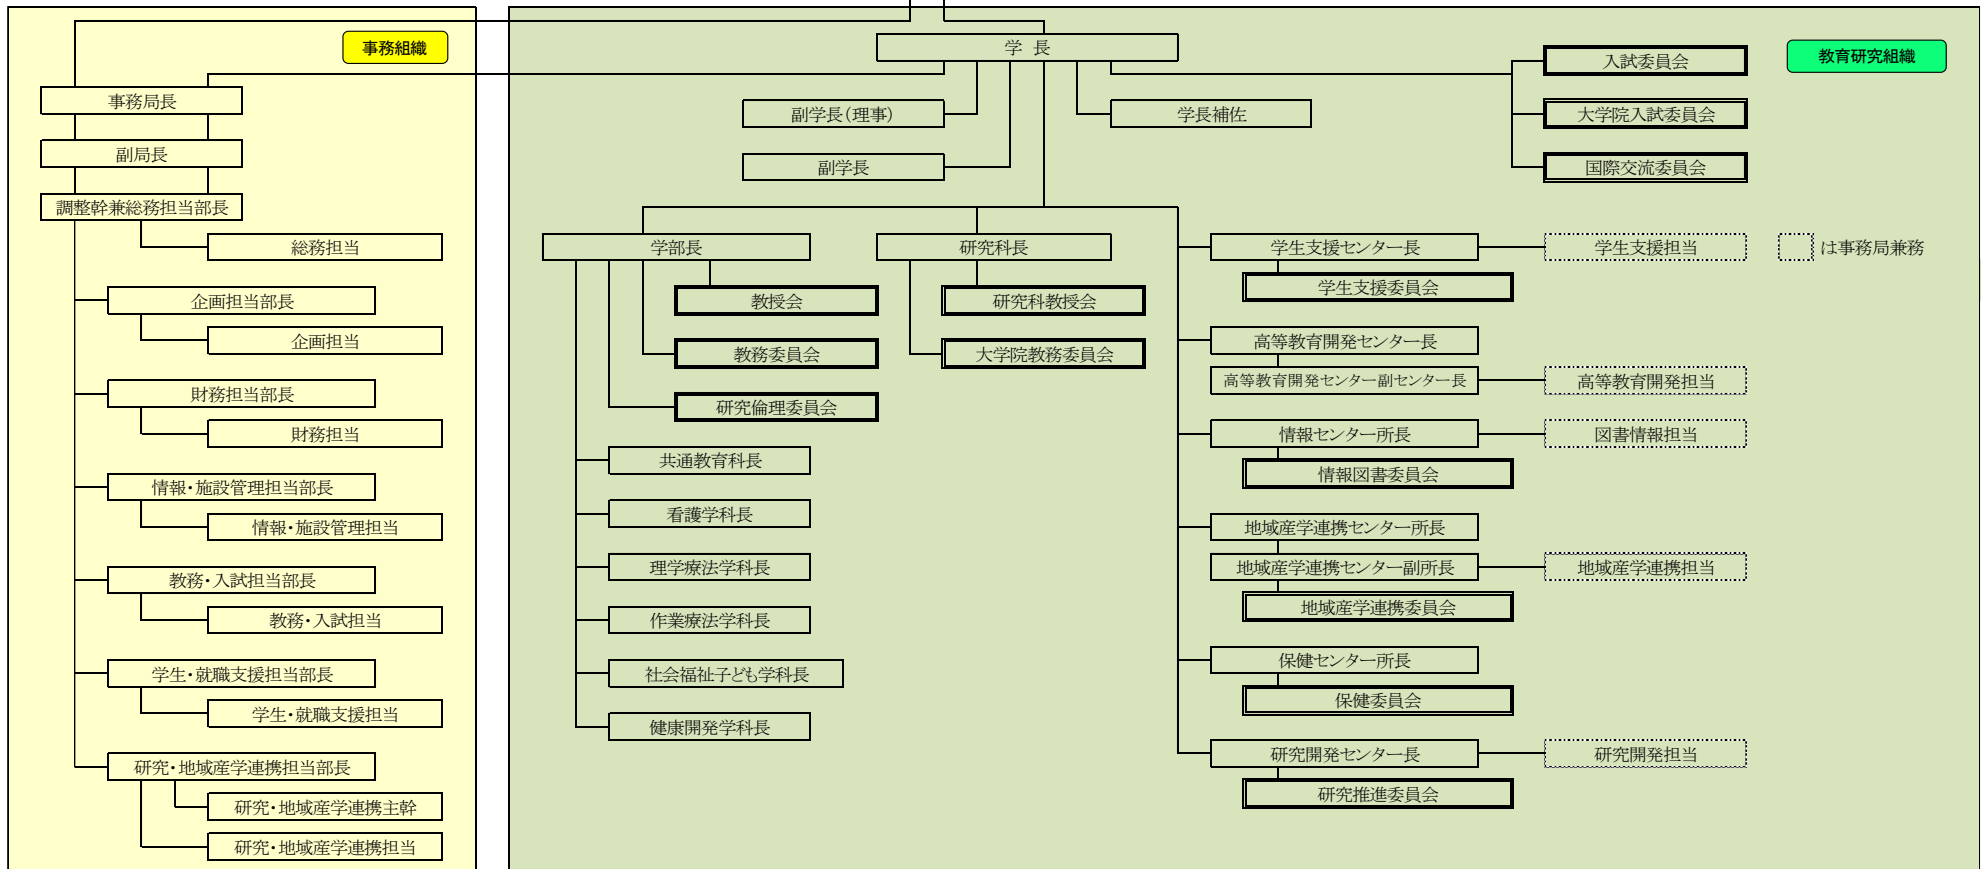 事務組織
事務局長
副局長
調整幹兼総務担当部長
総務担当
企画担当部長
企画担当
財務担当部長
財務担当
情報・施設管理担当部長
情報・施設管理担当
教務・入試担当部長
教務・入試担当
学生・就職支援担当部長
学生・就職支援担当
研究・地域産学連携担当部長
研究・地域産学連携主幹
研究・地域産学連携担当
教育研究組織
学 長
副学長（理事）
副学長
学長補佐
入試委員会
大学院入試委員会
国際交流委員会
学部長
教授会
教務委員会
研究倫理委員会
共通教育科長
看護学科長
理学療法学科長
作業療法学科長
社会福祉子ども学科長
健康開発学科長
研究科長
研究科教授会
大学院教務委員会
学生支援センター長
学生支援担当
学生支援委員会
高等教育開発センター長
高等教育開発センター副センター長
高等教育開発担当
情報センター所長
図書情報担当
情報図書委員会
地域産学連携センター所長
地域産学連携センター副所長
地域産学連携担当
地域産学連携委員会
保健センター所長
保健委員会
研究開発センター長
研究開発担当
研究推進委員会
は事務局兼務